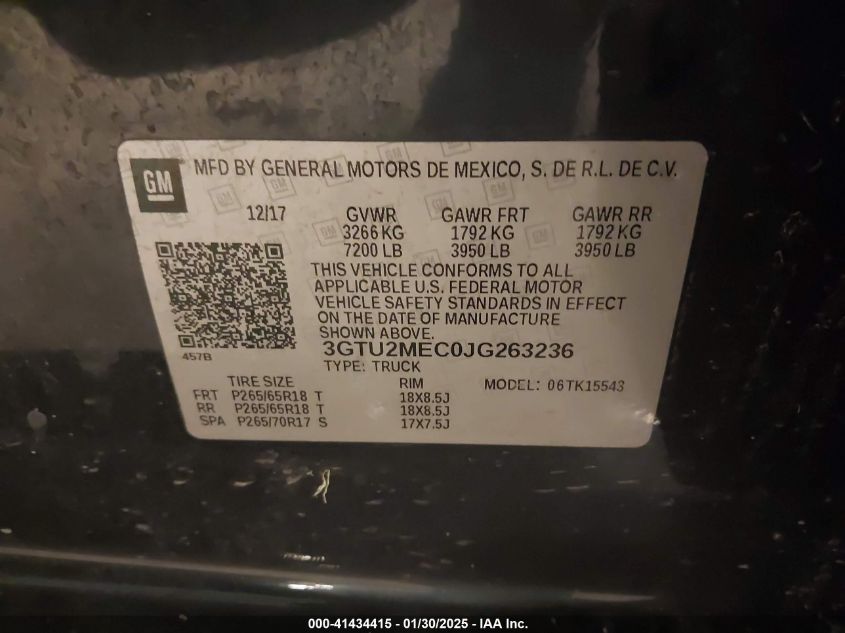 GM MFD BY GENERAL MOTORS DE MEXICO, S. DE R.L. DE C.V.
12/17 GVWR GAWR FRT GAWR RR
3266 KG 1792 KG 1792 KG
7200 LB 3950 LB 3950 LB
THIS VEHICLE CONFORMS TO ALL
APPLICABLE U.S. FEDERAL MOTOR
VEHICLE SAFETY STANDARDS IN EFFECT
ON THE DATE OF MANUFACTURE
SHOWN ABOVE.
457B 3GTU2MEC0JG263236
TYPE: TRUCK
TIRE SIZE RIM MODEL: 06TK15543
FRT P265/65R18 T 18X8.5J
RR P265/65R18 T 18X8.5J
SPA P265/70R17 S 17X7.5J
000-41434415 - 01/30/2025 - IAA Inc.